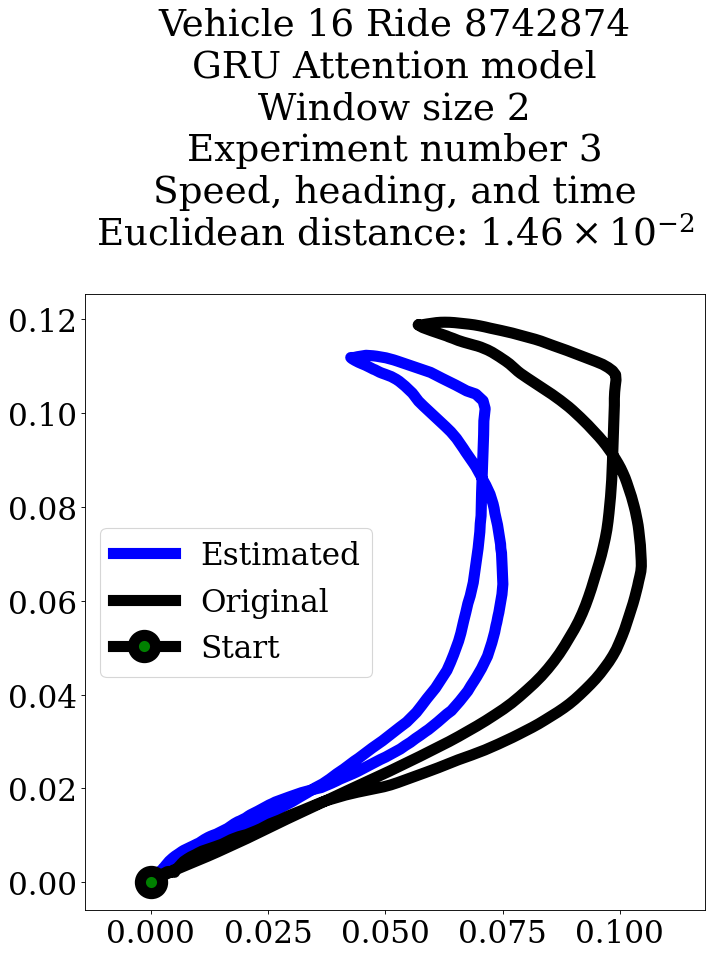 Vehicle 16 Ride 8742874
GRU Attention model
Window size 2
Experiment number 3
Speed, heading, and time
Euclidean distance: 1.46 × 10⁻²
0.12
0.10
0.08
0.06
0.04
0.02
0.00
Estimated
Original
Start
0.000 0.025 0.050 0.075 0.100